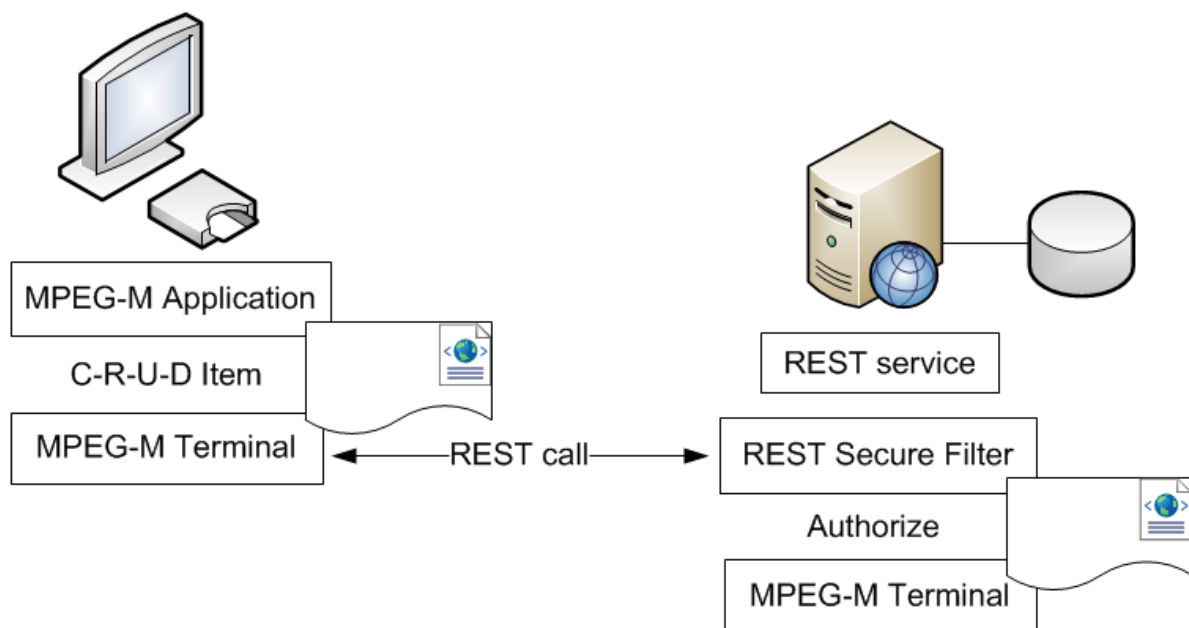 MPEG-M Application
C-R-U-D Item
MPEG-M Terminal
REST call
REST service
REST Secure Filter
Authorize
MPEG-M Terminal